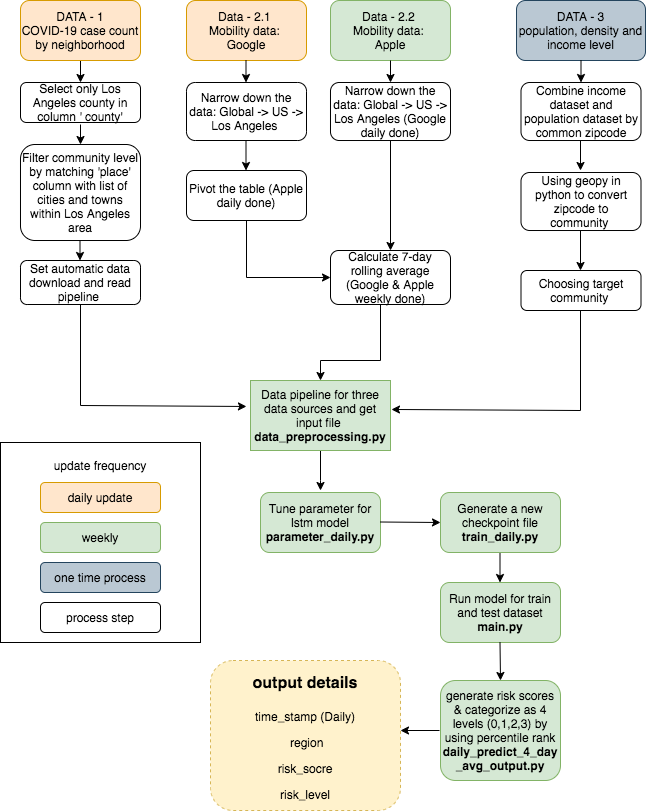 DATA - 1
COVID-19 case count
by neighborhood
Data - 2.1
Mobility data:
Google
Data - 2.2
Mobility data:
Apple
DATA - 3
population, density and
income level
Select only Los
Angeles county in
column ' county'
Narrow down the
data: Global -> US ->
Los Angeles
Narrow down the
data: Global -> US ->
Los Angeles (Google
daily done)
Combine income
dataset and
population dataset by
common zipcode
Filter community level
by matching 'place'
column with list of
cities and towns
within Los Angeles
area
Pivot the table (Apple
daily done)
Using geopy in
python to convert
zipcode to
community
Set automatic data
download and read
pipeline
Calculate 7-day
rolling average
(Google & Apple
weekly done)
Choosing target
community
Data pipeline for three
data sources and get
input file
data_preprocessing.py
update frequency
daily update
weekly
one time process
process step
Tune parameter for
lstm model
parameter_daily.py
Generate a new
checkpoint file
train_daily.py
Run model for train
and test dataset
main.py
generate risk scores
& categorize as 4
levels (0,1,2,3) by
using percentile rank
daily_predict_4_day
_avg_output.py
output details
time_stamp (Daily)
region
risk_socre
risk_level